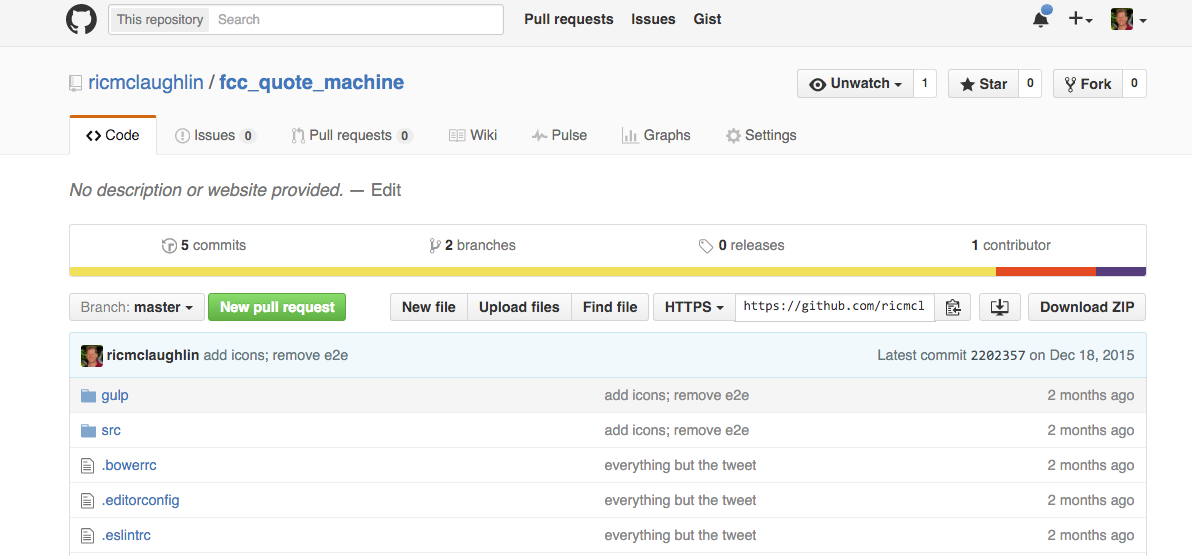 This repository Search Pull requests Issues Gist
ricmclaughlin / fcc_quote_machine Unwatch 1 Star 0 Fork 0
Code Issues 0 Pull requests 0 Wiki Pulse Graphs Settings
No description or website provided. — Edit
5 commits 2 branches 0 releases 1 contributor
Branch: master New pull request New file Upload files Find file HTTPS https://github.com/ricmcl Download ZIP
ricmclaughlin add icons; remove e2e Latest commit 2202357 on Dec 18, 2015
gulp add icons; remove e2e 2 months ago
src add icons; remove e2e 2 months ago
.bowerrc everything but the tweet 2 months ago
.editorconfig everything but the tweet 2 months ago
.eslintrc everything but the tweet 2 months ago